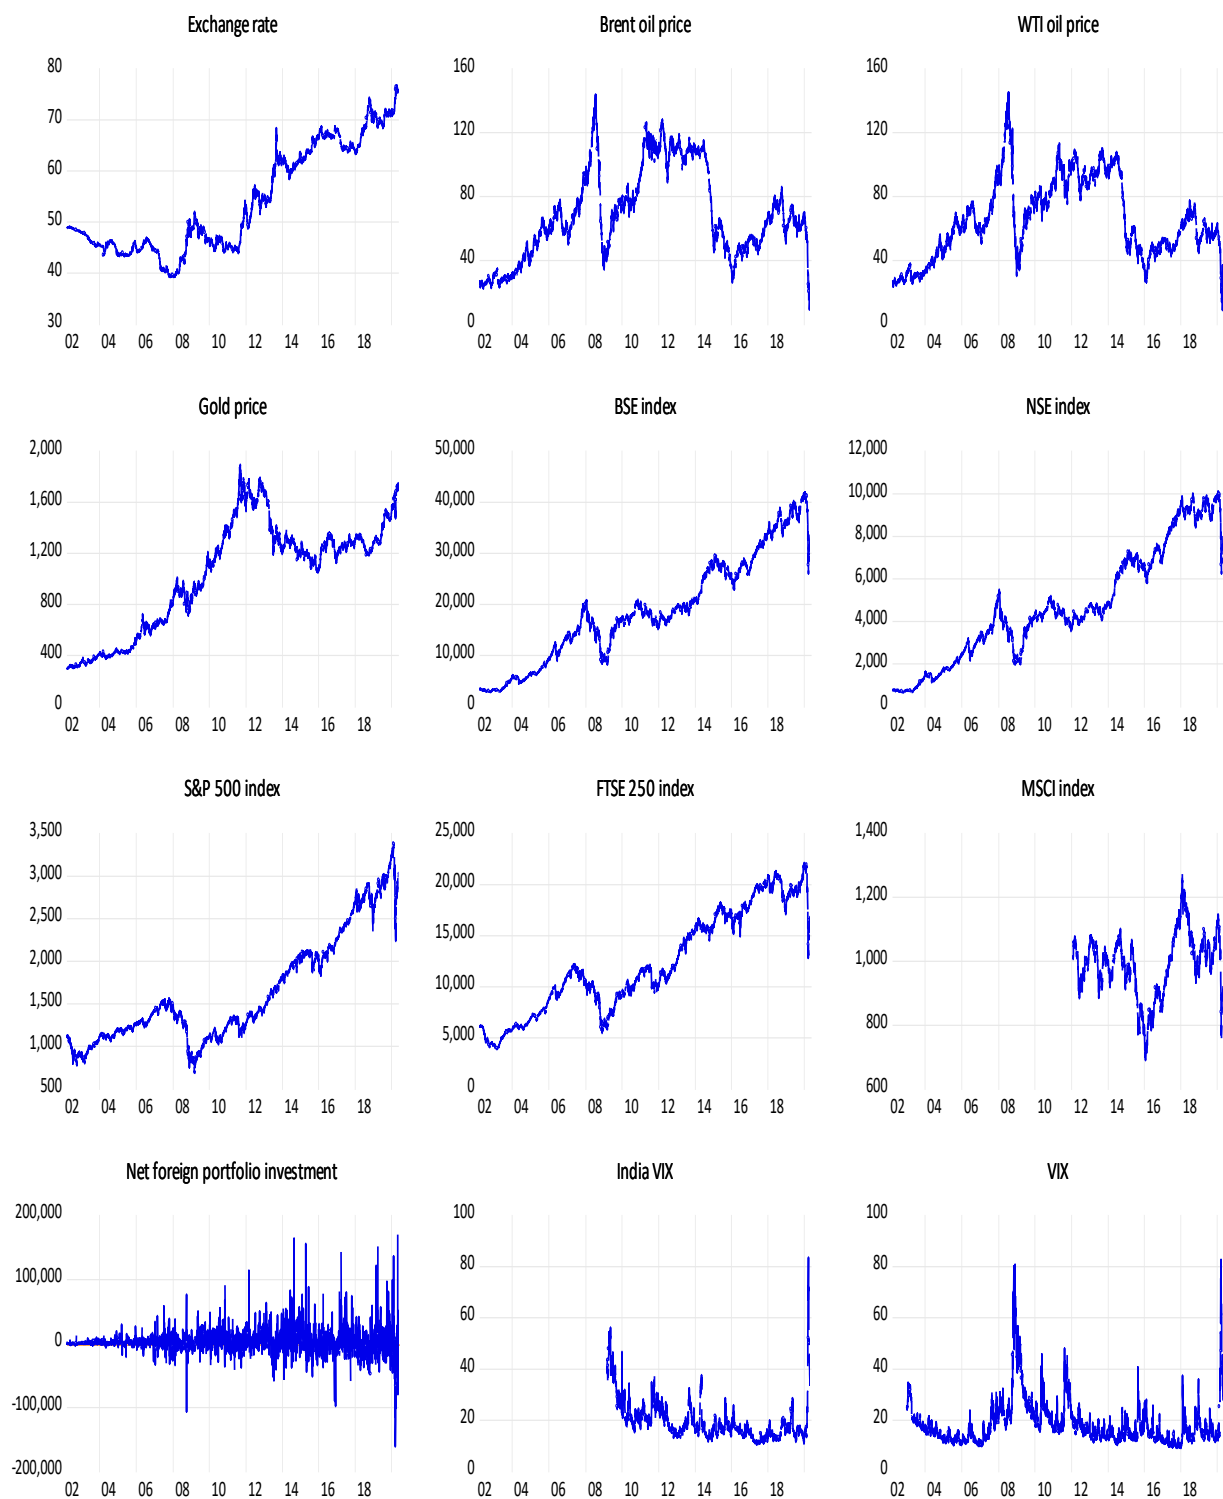 Exchange rate Brent oil price WTI oil price
80 160 160
70
60 120 120
50 80 80
40 40 40
30 0 0
02 04 06 08 10 12 14 16 18 02 04 06 08 10 12 14 16 18 02 04 06 08 10 12 14 16 18
Gold price BSE index NSE index
2,000 50,000 12,000
1,600 40,000 10,000
1,200 30,000 8,000
800 20,000 6,000
400 10,000 4,000
2,000
0 0 0
02 04 06 08 10 12 14 16 18 02 04 06 08 10 12 14 16 18 02 04 06 08 10 12 14 16 18
S&P 500 index FTSE 250 index MSCI index
3,500 25,000 1,400
3,000 20,000 1,200
2,500 15,000
2,000 1,000
1,500 10,000
1,000 5,000 800
500 0 600
02 04 06 08 10 12 14 16 18 02 04 06 08 10 12 14 16 18 02 04 06 08 10 12 14 16 18
Net foreign portfolio investment India VIX VIX
200,000 100 100
100,000 80 80
60 60
0 40 40
-100,000 20 20
-200,000 0 0
02 04 06 08 10 12 14 16 18 02 04 06 08 10 12 14 16 18 02 04 06 08 10 12 14 16 18